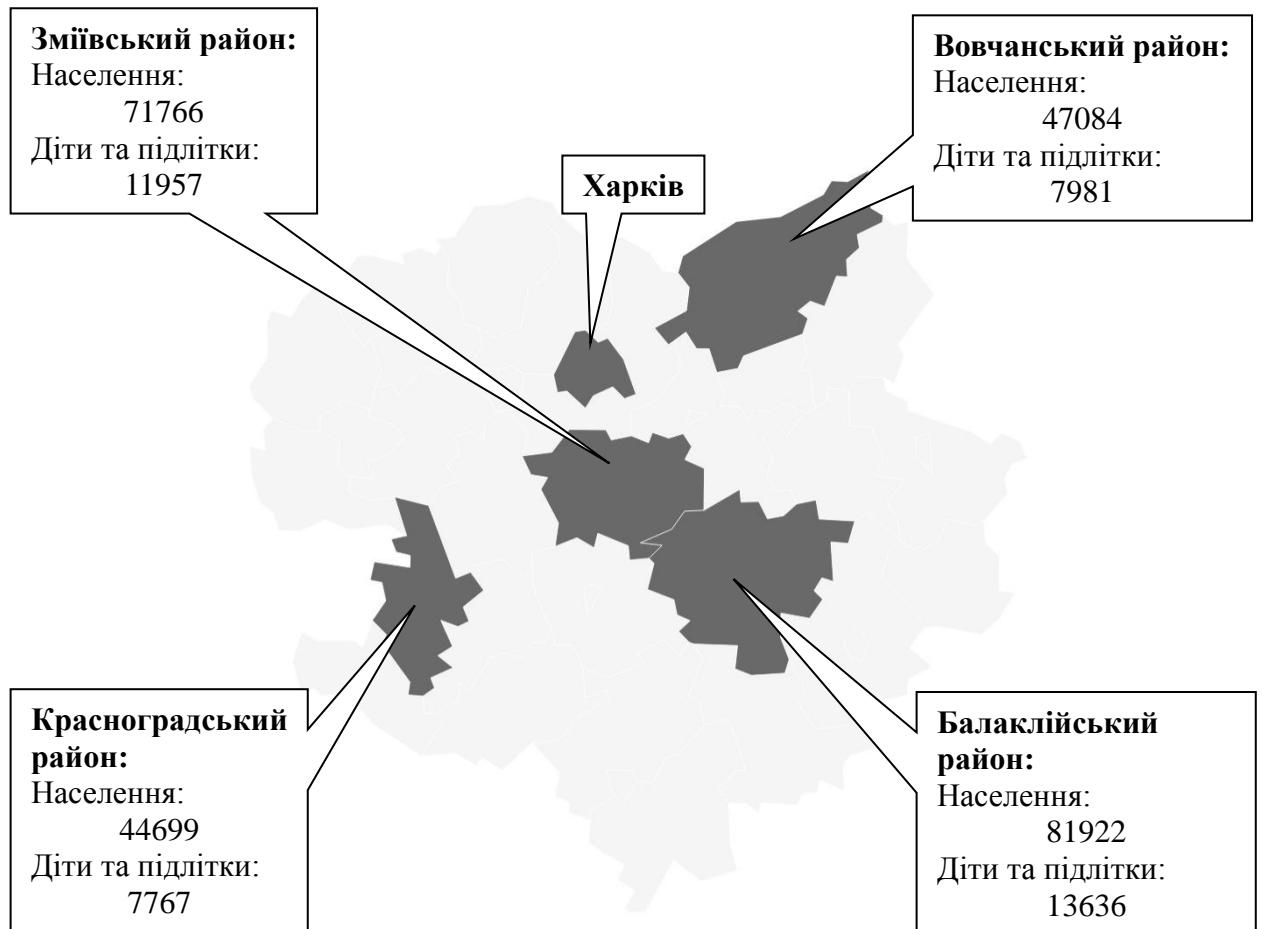 Зміївський район:
Населення:
71766
Діти та підлітки:
11957
Харків
Вовчанський район:
Населення:
47084
Діти та підлітки:
7981
Красноградський
район:
Населення:
44699
Діти та підлітки:
7767
Балаклійський
район:
Населення:
81922
Діти та підлітки:
13636